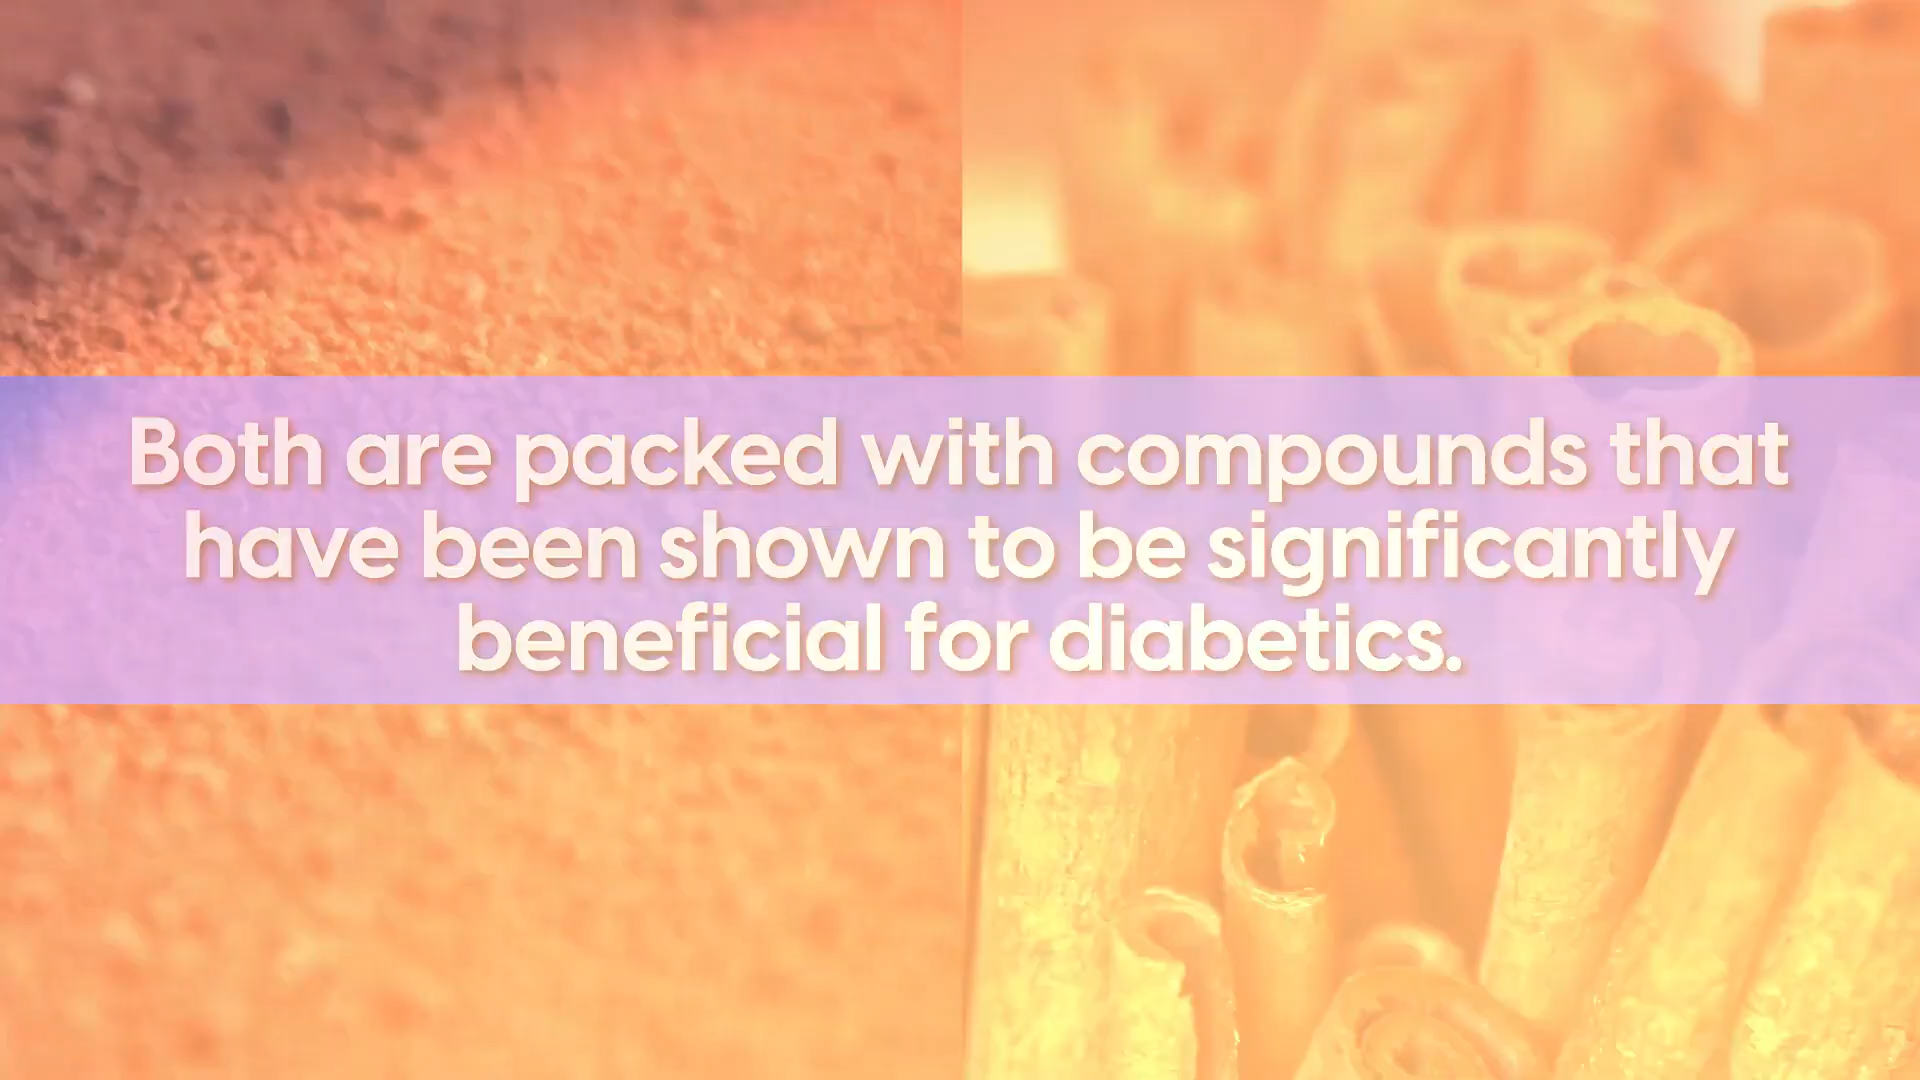 Both are packed with compounds that
have been shown to be significantly
beneficial for diabetics.